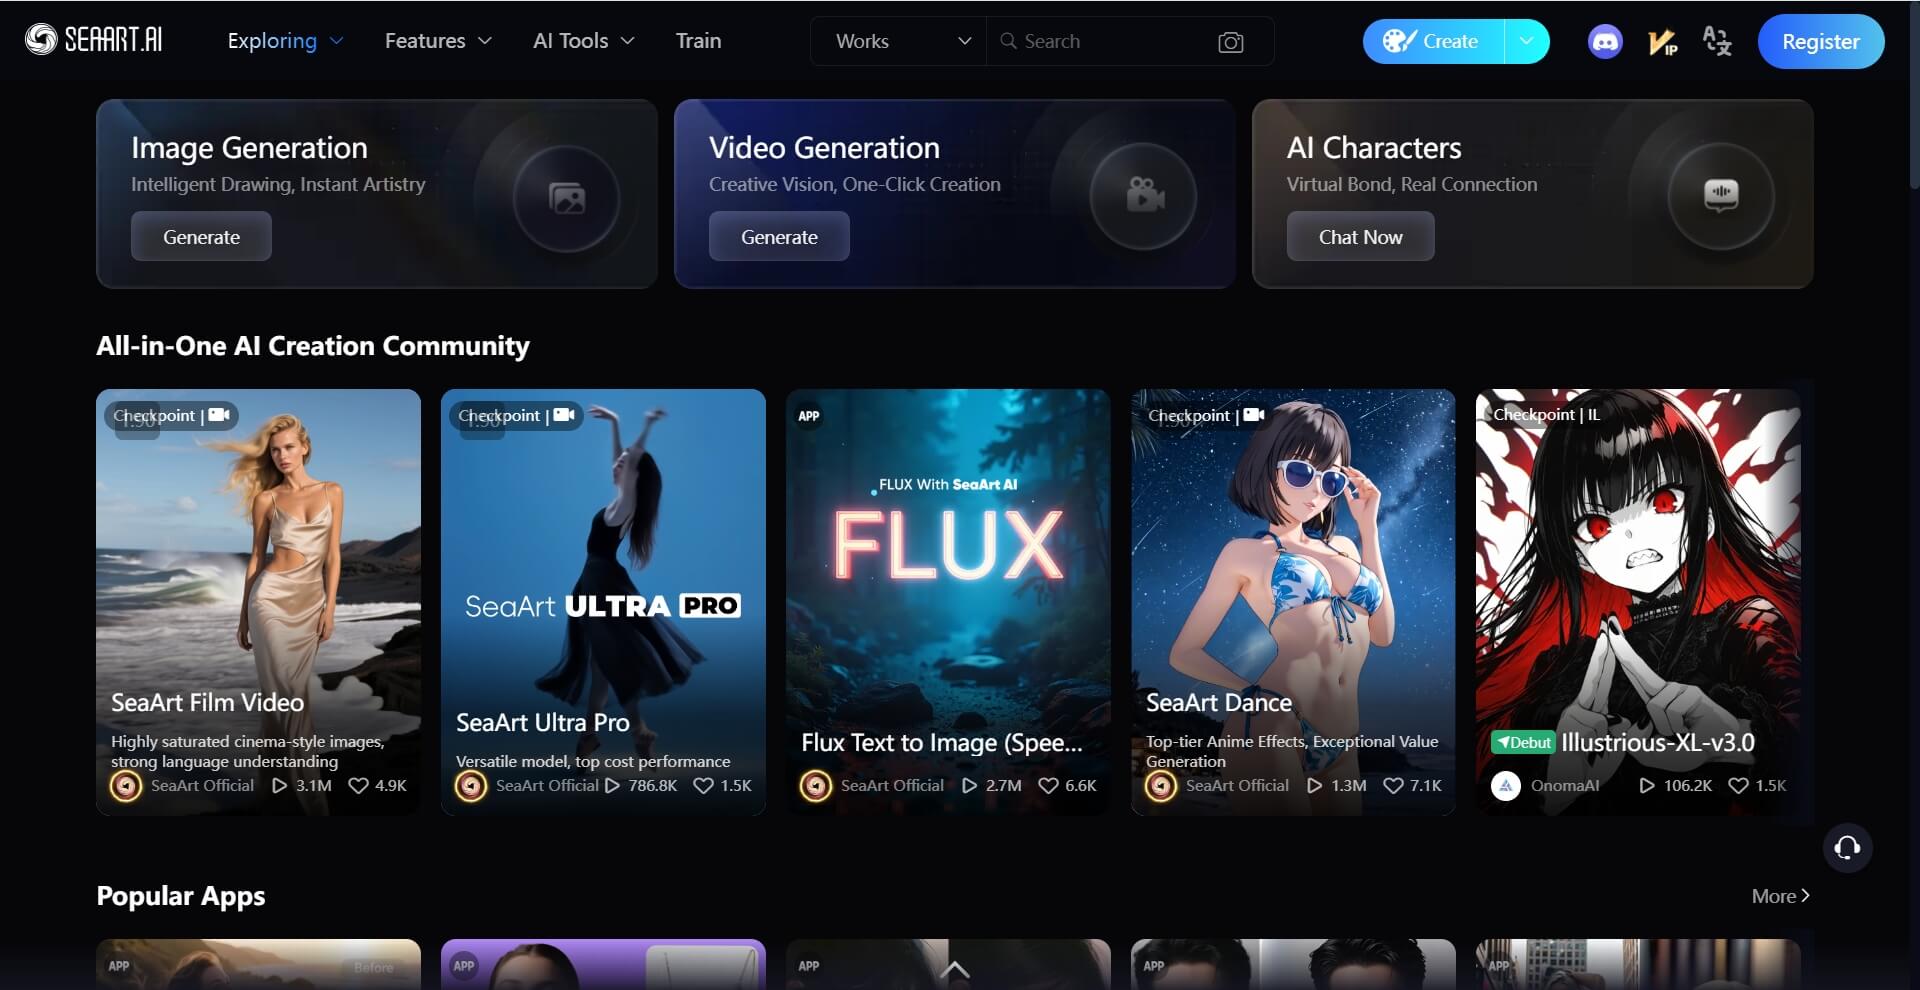 SEAART.AI
Exploring
Features
AI Tools
Train
Works
Search
Create
VIP
Register
Image Generation
Intelligent Drawing, Instant Artistry
Generate
Video Generation
Creative Vision, One-Click Creation
Generate
AI Characters
Virtual Bond, Real Connection
Chat Now
All-in-One AI Creation Community
Checkpoint |
SeaArt Film Video
Highly saturated cinema-style images,
strong language understanding
SeaArt Official 3.1M 4.9K
Checkpoint |
SeaArt ULTRA PRO
SeaArt Ultra Pro
Versatile model, top cost performance
SeaArt Official 786.8K 1.5K
APP
FLUX With SeaArt AI
FLUX
Flux Text to Image (Spee...
SeaArt Official 2.7M 6.6K
Checkpoint |
SeaArt Dance
Top-tier Anime Effects, Exceptional Value
Generation
SeaArt Official 1.3M 7.1K
Checkpoint | IL
Debut Illustrious-XL-v3.0
OnomaAI 106.2K 1.5K
Popular Apps
More
APP
Before
APP
APP
APP
APP